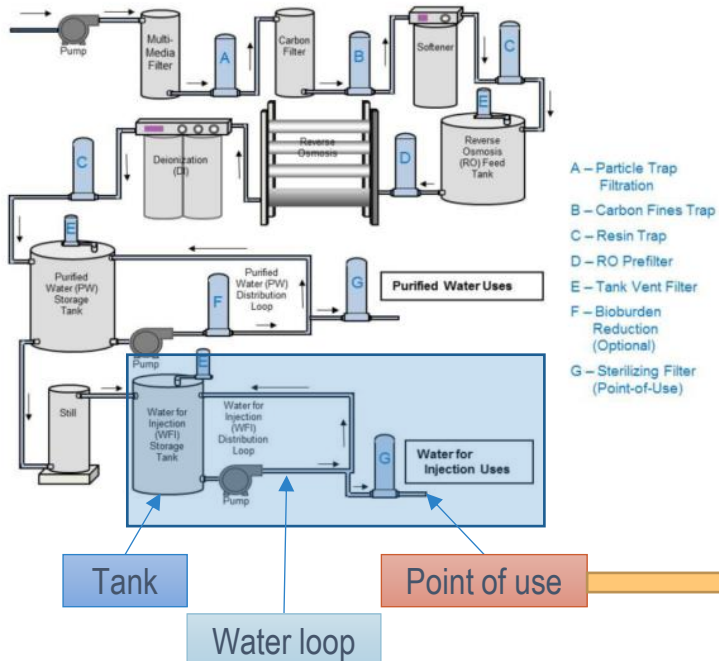 Pump
Multi-
Media
Filter
A
Carbon
Filter
B
Softener
C
E
Reverse
Osmosis
(RO) Feed
Tank
D
Reverse
Osmosis
Deionization
(DI)
C
E
Purified
Water (PW)
Storage
Tank
Pump
F
Purified
Water (PW)
Distribution
Loop
G
Purified Water Uses
A – Particle Trap
Filtration
B – Carbon Fines Trap
C – Resin Trap
D – RO Prefilter
E – Tank Vent Filter
F – Bioburden
Reduction
(Optional)
G – Sterilizing Filter
(Point-of-Use)
Still
E
Water for
Injection
(WFI)
Storage
Tank
Water for
Injection
(WFI)
Distribution
Loop
Pump
G
Water for
Injection Uses
Tank
Point of use
Water loop